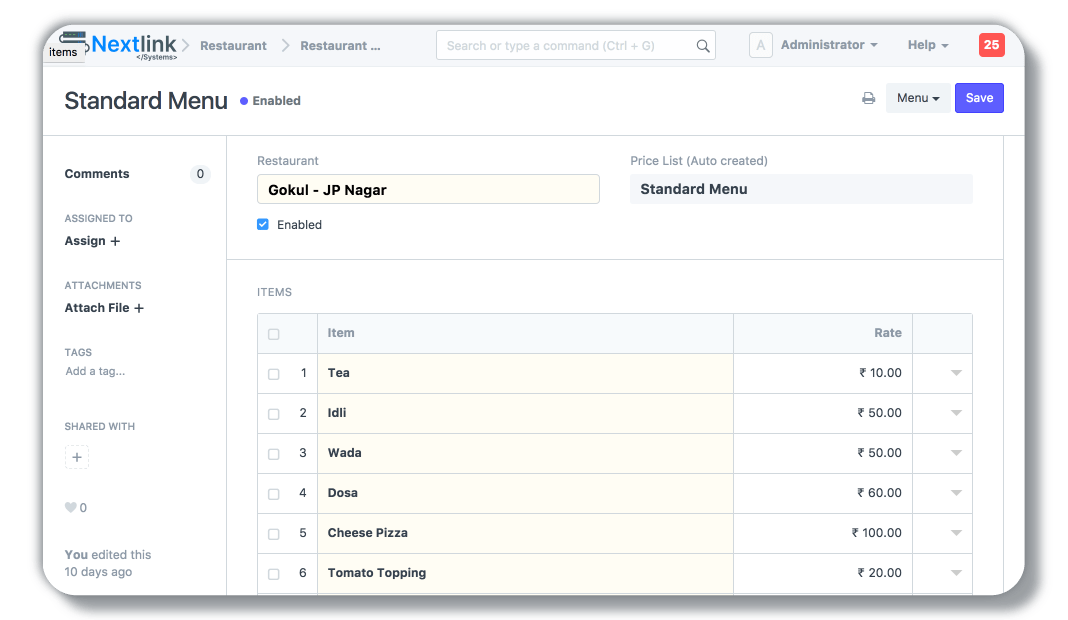 items
Nextlink
</Systems>
Restaurant
Restaurant ...
Search or type a command (Ctrl + G)
A
Administrator
Help
25
Standard Menu
Enabled
Menu
Save
Comments
0
ASSIGNED TO
Assign +
ATTACHMENTS
Attach File +
TAGS
Add a tag...
SHARED WITH
+
0
You edited this
10 days ago
Restaurant
Gokul - JP Nagar
Enabled
Price List (Auto created)
Standard Menu
ITEMS
Item Rate
1 Tea ₹ 10.00
2 Idli ₹ 50.00
3 Wada ₹ 50.00
4 Dosa ₹ 60.00
5 Cheese Pizza ₹ 100.00
6 Tomato Topping ₹ 20.00